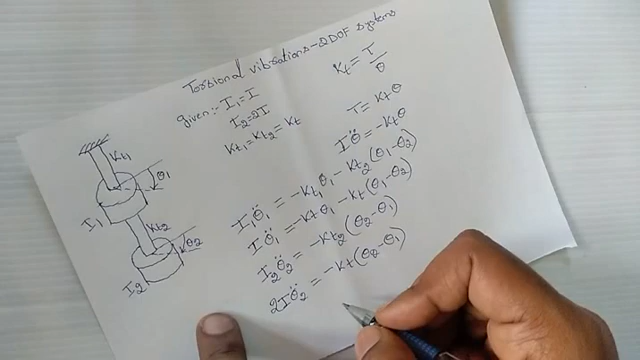 Torsional vibrations - 2DOF systems
given:- I1 = I
I2 = 2I
kt1 = kt2 = kt
kt = T/θ
T = ktθ
Iθ̈ = -ktθ
I1θ̈1 = -kt1θ1 - kt2(θ1-θ2)
Iθ̈1 = -ktθ1 - kt(θ1-θ2)
I2θ̈2 = -kt2(θ2-θ1)
2Iθ̈2 = -kt(θ2-θ1)
kt1
θ1
I1
kt2
θ2
I2